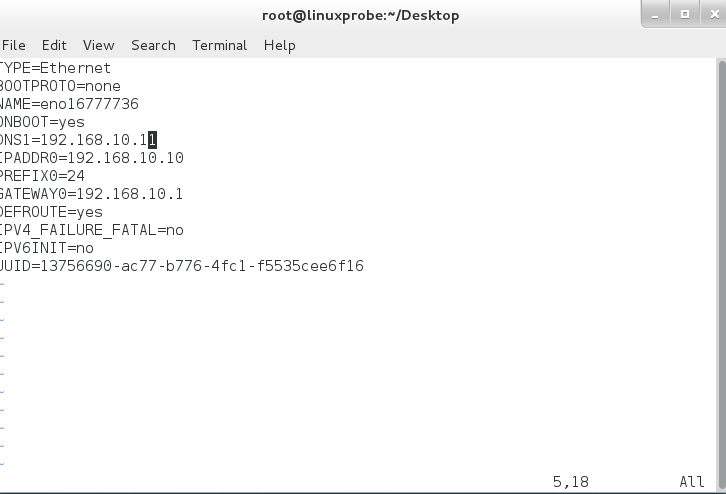 root@linuxprobe:~/Desktop
File Edit View Search Terminal Help
TYPE=Ethernet
BOOTPROTO=none
NAME=eno16777736
ONBOOT=yes
DNS1=192.168.10.11
IPADDR0=192.168.10.10
PREFIX0=24
GATEWAY0=192.168.10.1
DEFROUTE=yes
IPV4_FAILURE_FATAL=no
IPV6INIT=no
UUID=13756690-ac77-b776-4fc1-f5535cee6f16
~
~
~
~
~
~
~
~
~
~
~
5,18 All